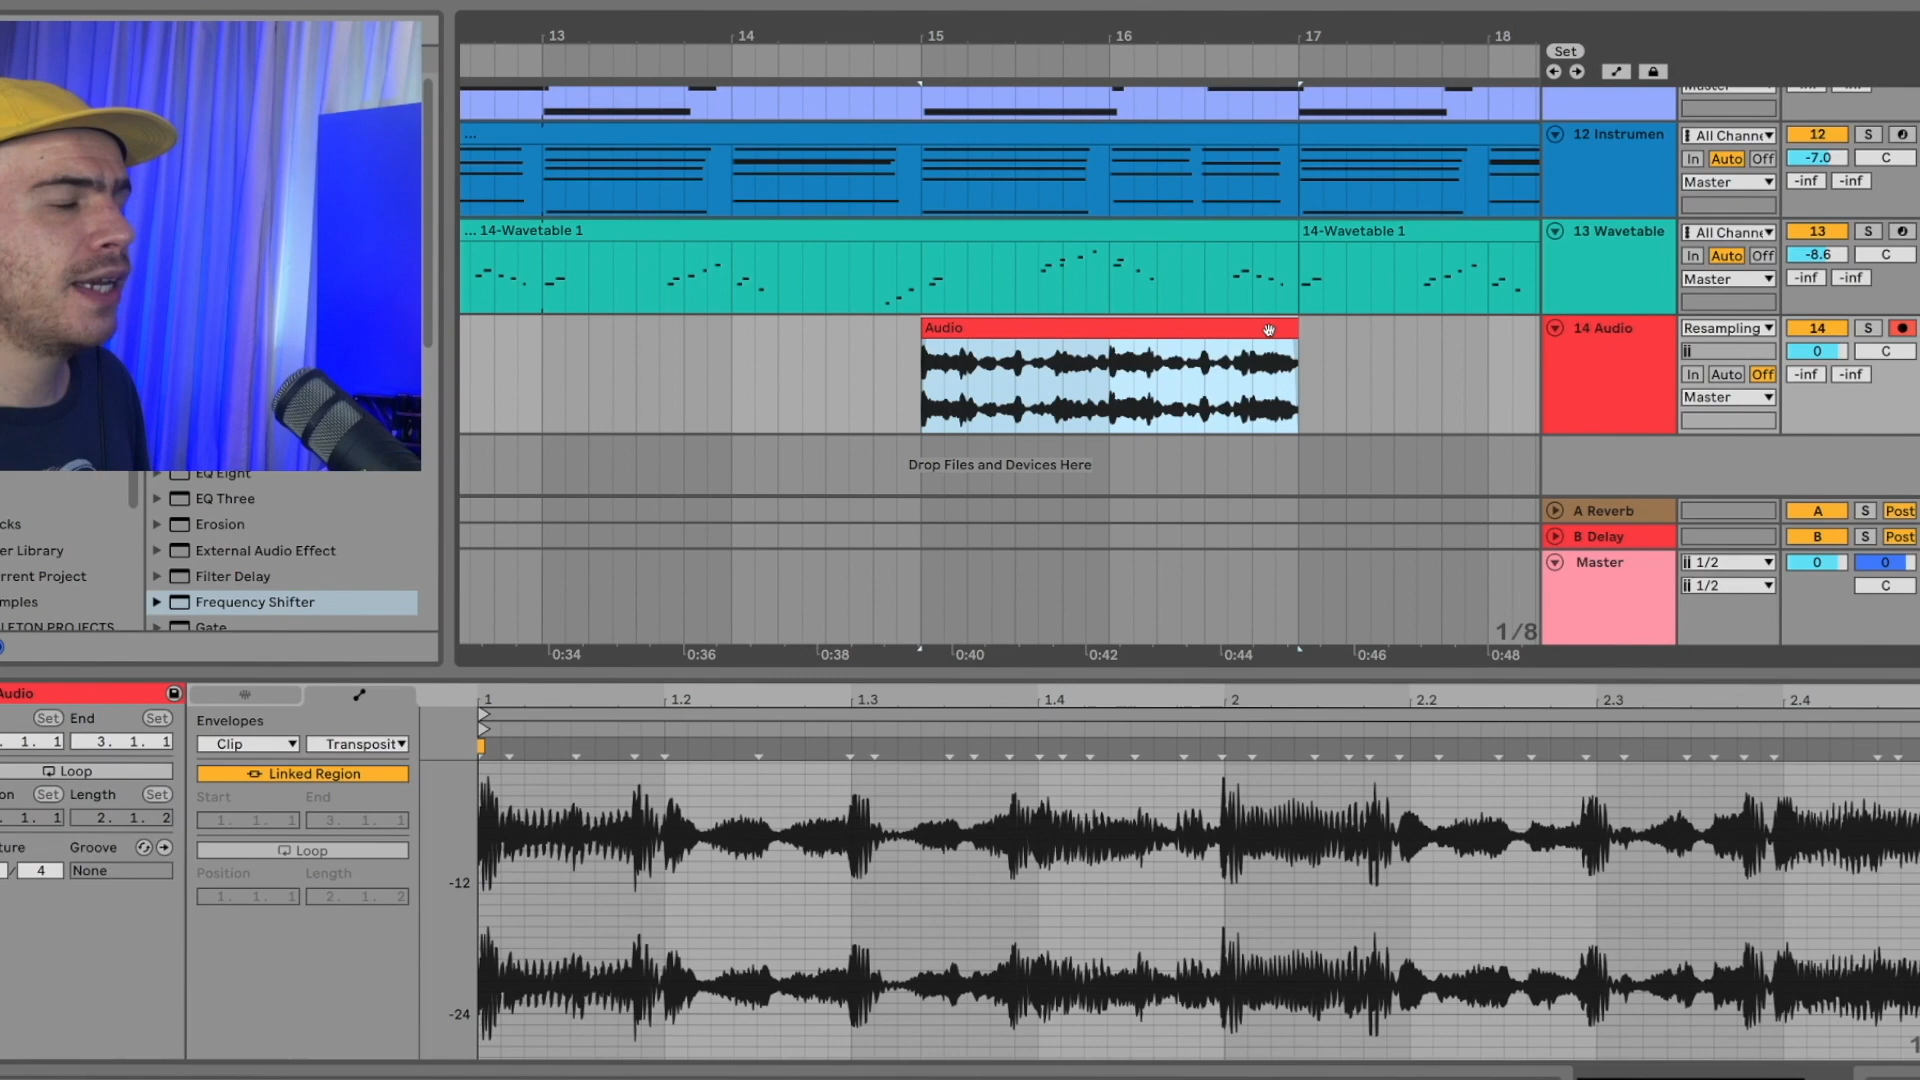 13 14 15 16 17 18
Set
...
12 Instrumen All Channe 12 S
In Auto Off -7.0 C
Master -inf -inf
... 14-Wavetable 1 14-Wavetable 1
13 Wavetable All Channe 13 S
In Auto Off -8.6 C
Master -inf -inf
Audio
14 Audio Resampling 14 S
0 C
In Auto Off -inf -inf
Master
Drop Files and Devices Here
EQ Eight
EQ Three
Erosion
External Audio Effect
Filter Delay
Frequency Shifter
Gate
cks
er Library
rrent Project
mples
LETON PROJECTS
A Reverb A S Post
B Delay B S Post
Master 1/2 0 0
1/2 C
1/8
0:34 0:36 0:38 0:40 0:42 0:44 0:46 0:48
Audio
Set End Set
. 1. 1 3. 1. 1
Loop
on Set Length Set
. 1. 1 2. 1. 2
ture Groove
/ 4 None
Envelopes
Clip Transposit
Linked Region
Start End
1. 1. 1 3. 1. 1
Loop
Position Length
1. 1. 1 2. 1. 2
1 1.2 1.3 1.4 2 2.2 2.3 2.4
-12
-24